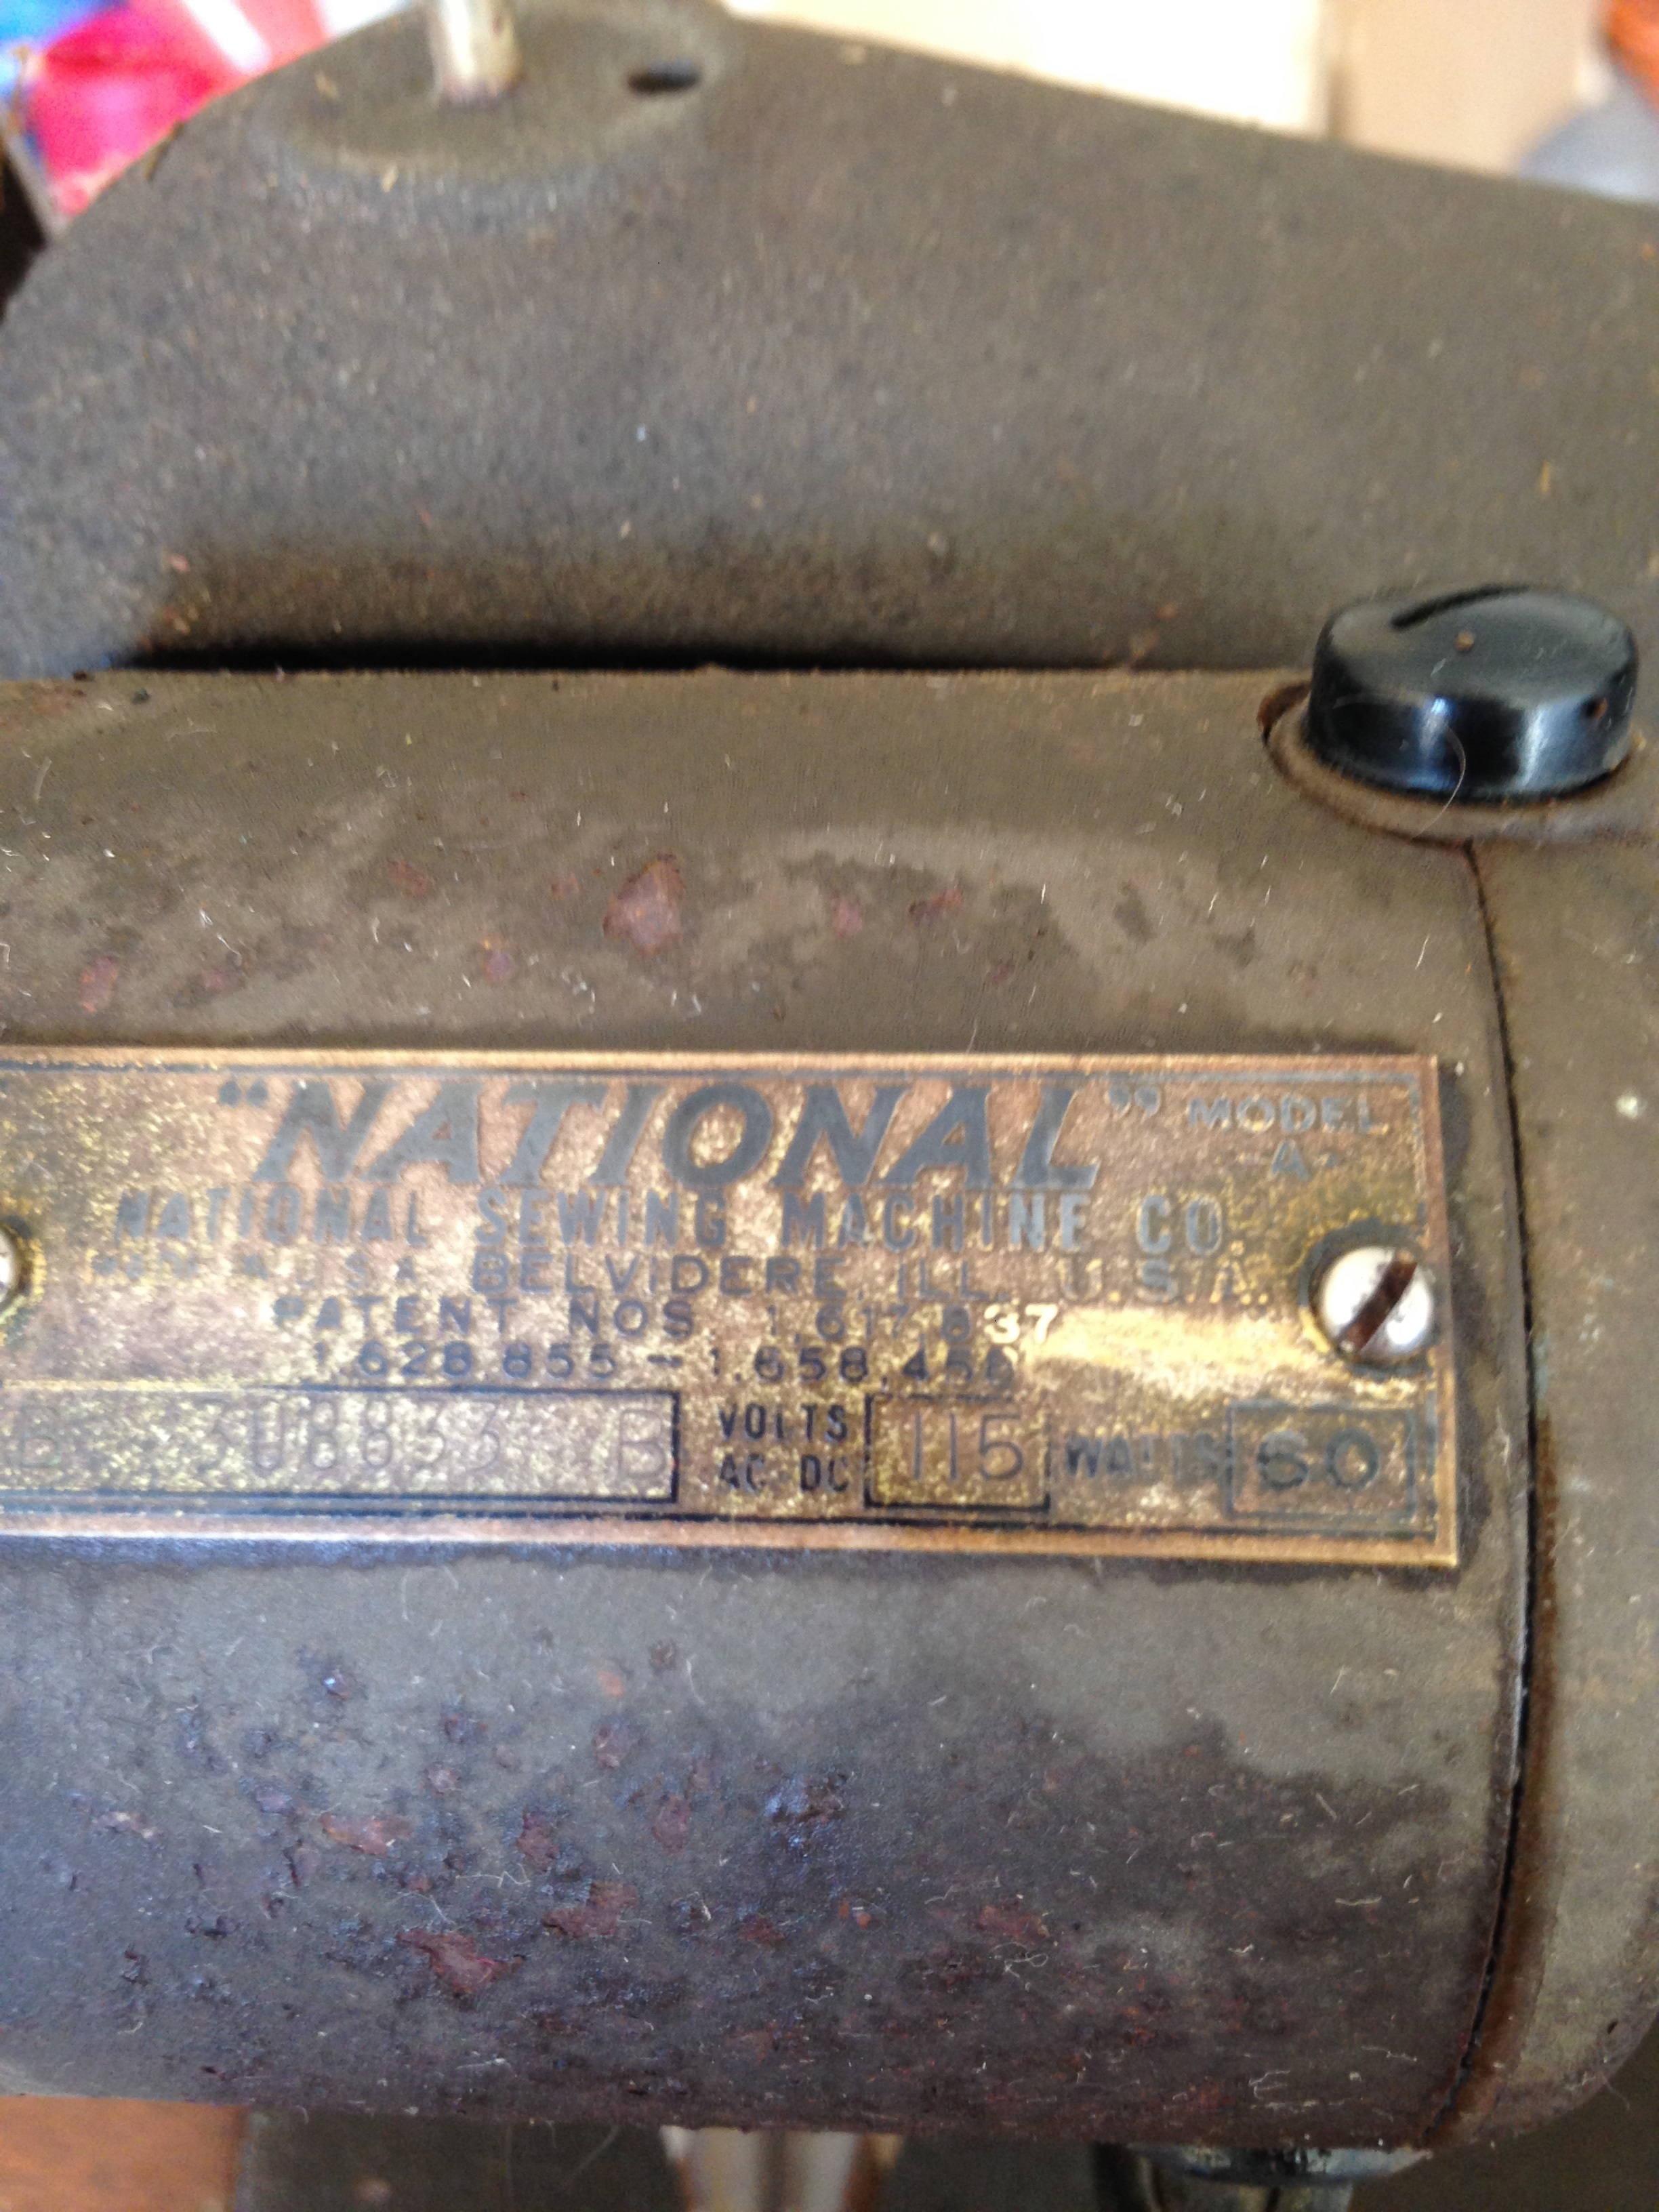 "NATIONAL" MODEL
-A-
NATIONAL SEWING MACHINE CO.
BELVIDERE, ILL. U.S.A.
PATENT NOS 1,617,837
1,628,855 - 1,658,456
B 308833 B VOLTS AC-DC 115 WATTS 60